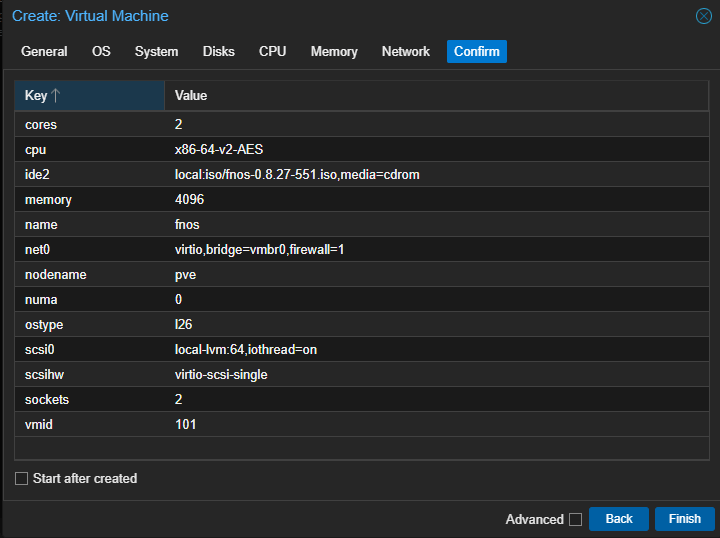 Create: Virtual Machine
General OS System Disks CPU Memory Network Confirm
Key Value
cores 2
cpu x86-64-v2-AES
ide2 local:iso/fnos-0.8.27-551.iso,media=cdrom
memory 4096
name fnos
net0 virtio,bridge=vmbr0,firewall=1
nodename pve
numa 0
ostype l26
scsi0 local-lvm:64,iothread=on
scsihw virtio-scsi-single
sockets 2
vmid 101
Start after created
Advanced Back Finish